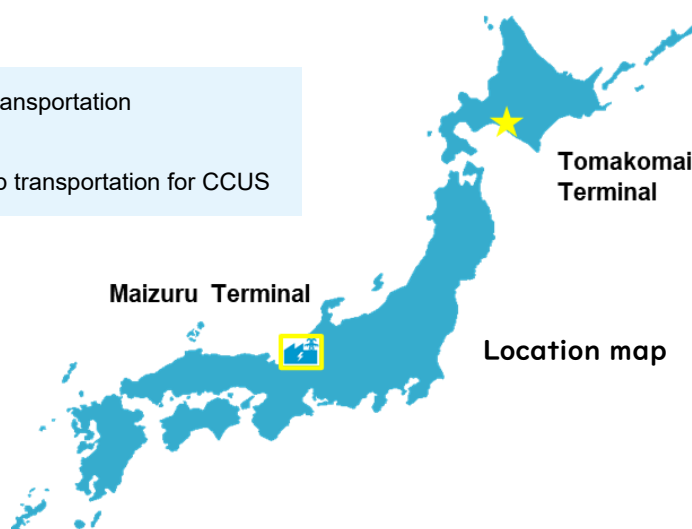 ansportation
transportation for CCUS
Tomakomai
Terminal
Maizuru Terminal
Location map